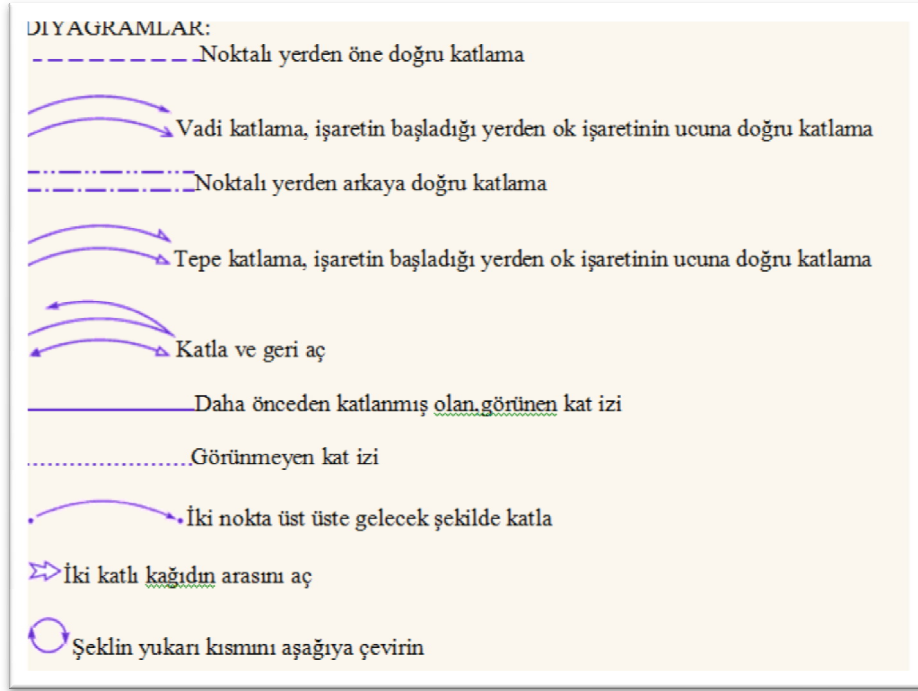 DİYAGRAMLAR:
Noktalı yerden öne doğru katlama
Vadi katlama, işaretin başladığı yerden ok işaretinin ucuna doğru katlama
Noktalı yerden arkaya doğru katlama
Tepe katlama, işaretin başladığı yerden ok işaretinin ucuna doğru katlama
Katla ve geri aç
Daha önceden katlanmış olan,görünen kat izi
Görünmeyen kat izi
İki nokta üst üste gelecek şekilde katla
İki katlı kağıdın arasını aç
Şeklin yukarı kısmını aşağıya çevirin